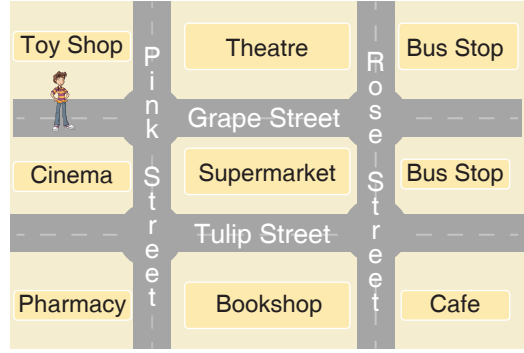 Toy Shop
Pink Street
Theatre
Rose Street
Bus Stop
Grape Street
Cinema
Supermarket
Bus Stop
Tulip Street
Pharmacy
Bookshop
Cafe